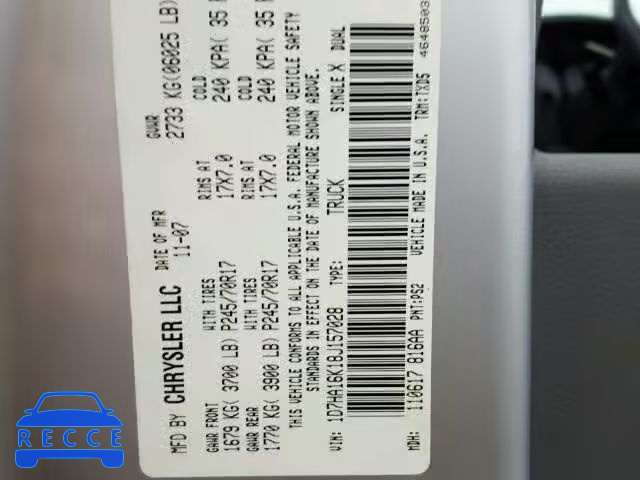 MFD BY CHRYSLER LLC DATE OF MFR 11-07 GVWR 2733 KG(06025 LB)
GAWR FRONT WITH TIRES RIMS AT COLD
1679 KG( 3700 LB) P245/70R17 17X7.0 240 KPA( 35
GAWR REAR WITH TIRES RIMS AT COLD
1770 KG( 3900 LB) P245/70R17 17X7.0 240 KPA( 35
THIS VEHICLE CONFORMS TO ALL APPLICABLE U.S.A. FEDERAL MOTOR VEHICLE SAFETY
STANDARDS IN EFFECT ON THE DATE OF MANUFACTURE SHOWN ABOVE.
VIN: 1D7HA16K18J157028 TYPE: TRUCK SINGLE X DUAL
MDH: 110617 816AA PNT:PS2 VEHICLE MADE IN U.S.A. TRM:TXD5
4648503
AUTO
RECCE